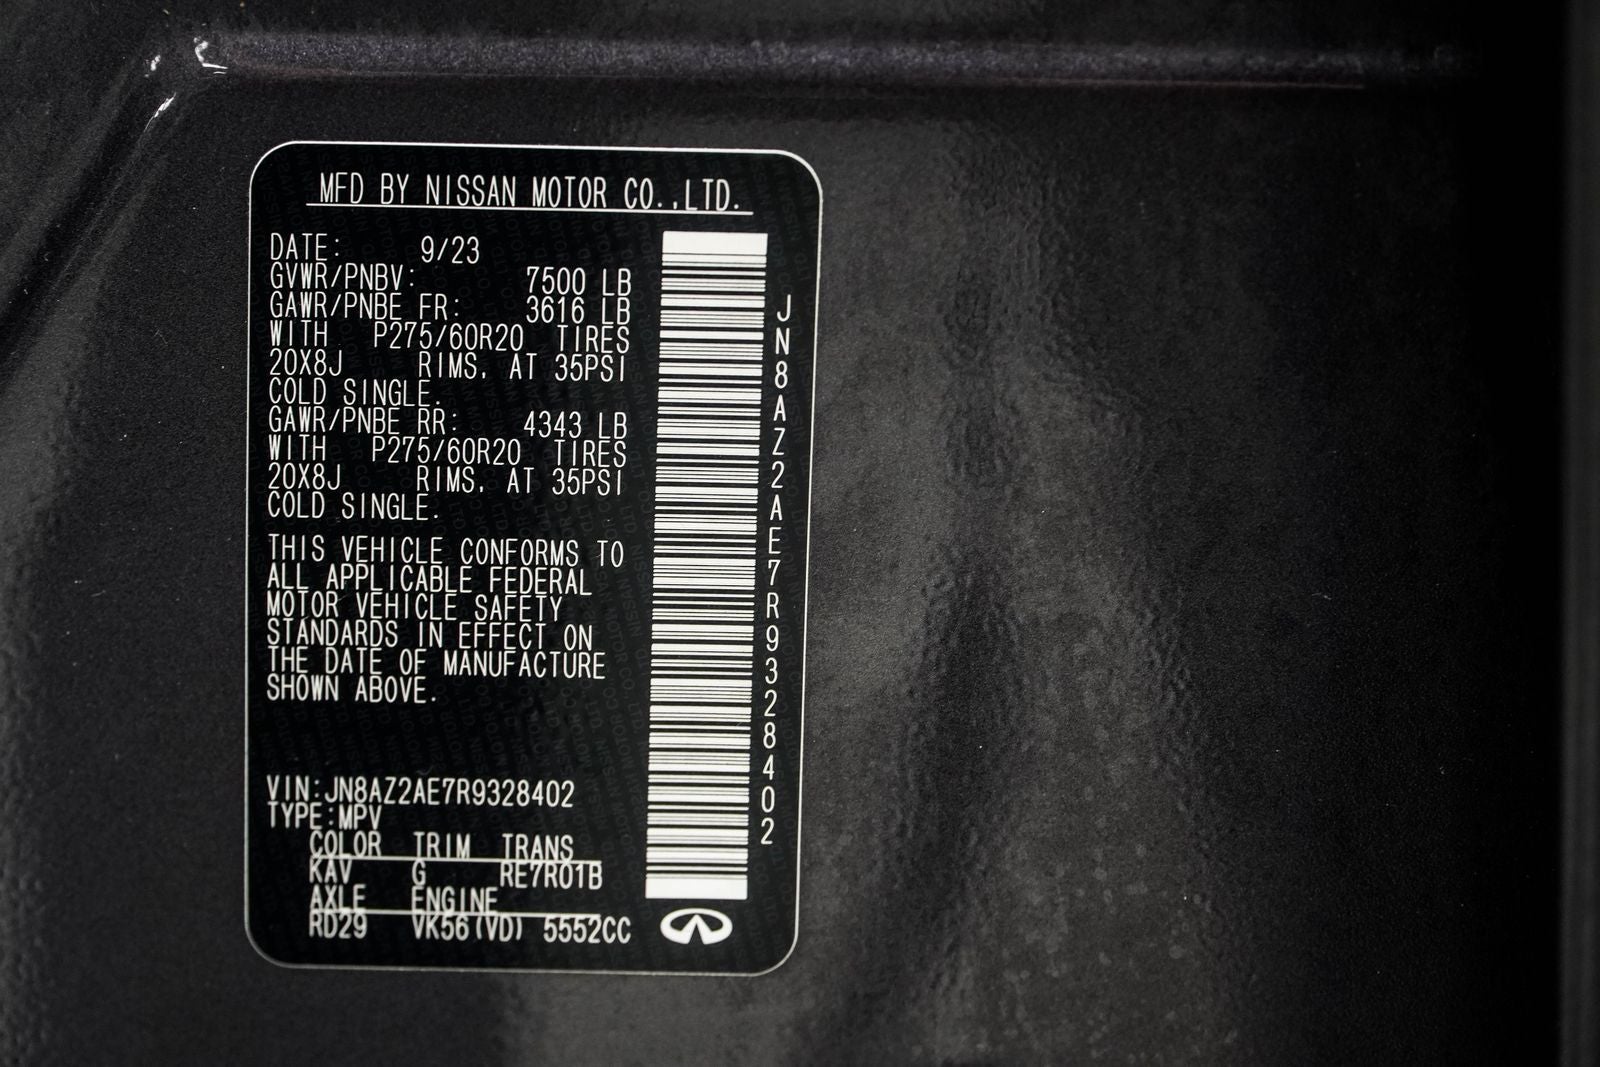 MFD BY NISSAN MOTOR CO.,LTD.
DATE: 9/23
GVWR/PNBV: 7500 LB
GAWR/PNBE FR: 3616 LB
WITH P275/60R20 TIRES
20X8J RIMS, AT 35PSI
COLD SINGLE.
GAWR/PNBE RR: 4343 LB
WITH P275/60R20 TIRES
20X8J RIMS, AT 35PSI
COLD SINGLE.
THIS VEHICLE CONFORMS TO
ALL APPLICABLE FEDERAL
MOTOR VEHICLE SAFETY
STANDARDS IN EFFECT ON
THE DATE OF MANUFACTURE
SHOWN ABOVE.
VIN:JN8AZ2AE7R9328402
TYPE:MPV
COLOR TRIM TRANS
KAV G RE7R01B
AXLE ENGINE
RD29 VK56(VD) 5552CC
JN8AZ2AE7R9328402